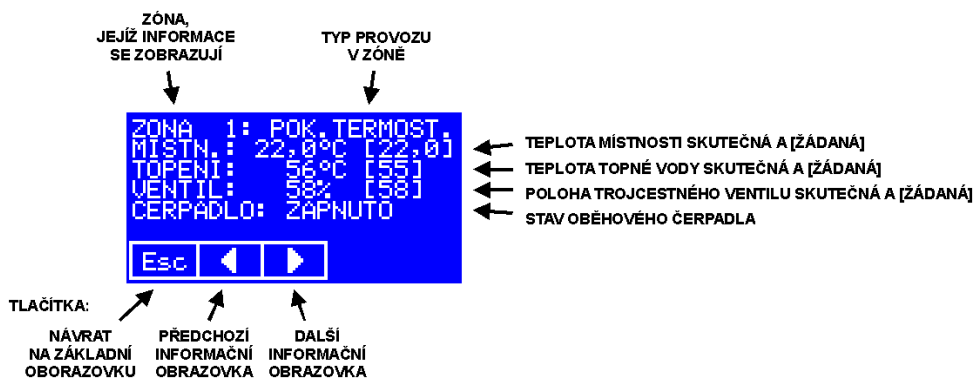 ZÓNA,
JEJÍŽ INFORMACE
SE ZOBRAZUJÍ
TYP PROVOZU
V ZÓNĚ
ZONA 1: POK.TERMOST.
MÍSTN.: 22,0°C [22,0]
TOPENÍ: 56°C [55]
VENTIL: 58% [58]
CERPADLO: ZAPNUTO
Esc
TEPLOTA MÍSTNOSTI SKUTEČNÁ A [ŽÁDANÁ]
TEPLOTA TOPNÉ VODY SKUTEČNÁ A [ŽÁDANÁ]
POLOHA TROJCESTNÉHO VENTILU SKUTEČNÁ A [ŽÁDANÁ]
STAV OBĚHOVÉHO ČERPADLA
TLAČÍTKA:
NÁVRAT
NA ZÁKLADNÍ
OBORAZOVKU
PŘEDCHOZÍ
INFORMAČNÍ
OBRAZOVKA
DALŠÍ
INFORMAČNÍ
OBRAZOVKA